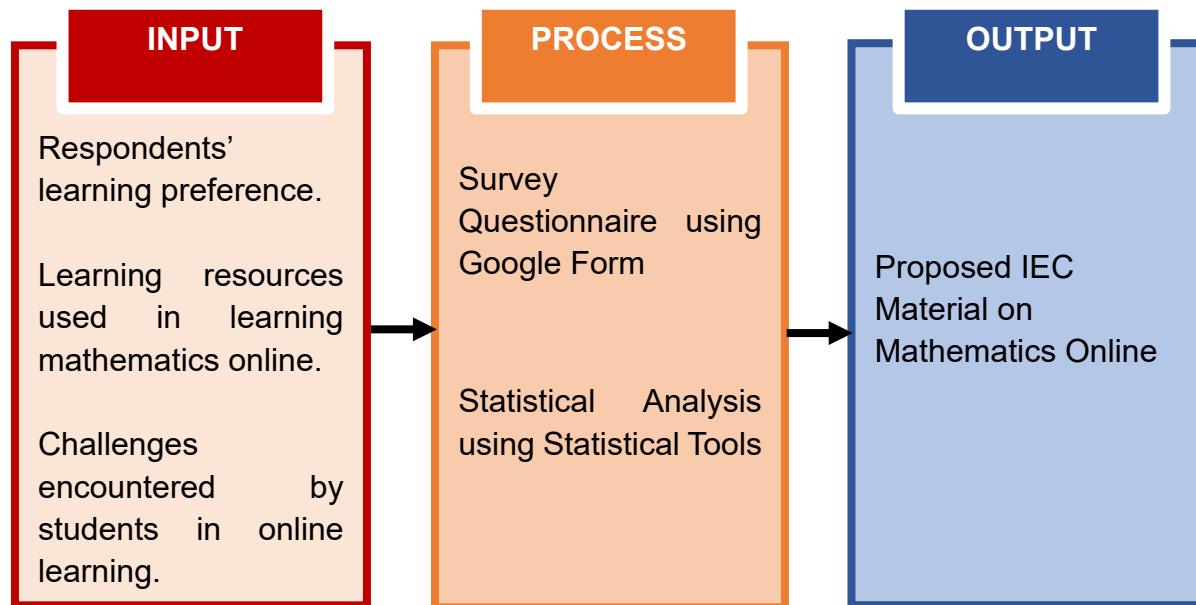 INPUT
Respondents’
learning preference.
Learning resources
used in learning
mathematics online.
Challenges
encountered by
students in online
learning.
PROCESS
Survey
Questionnaire using
Google Form
Statistical Analysis
using Statistical Tools
OUTPUT
Proposed IEC
Material on
Mathematics Online